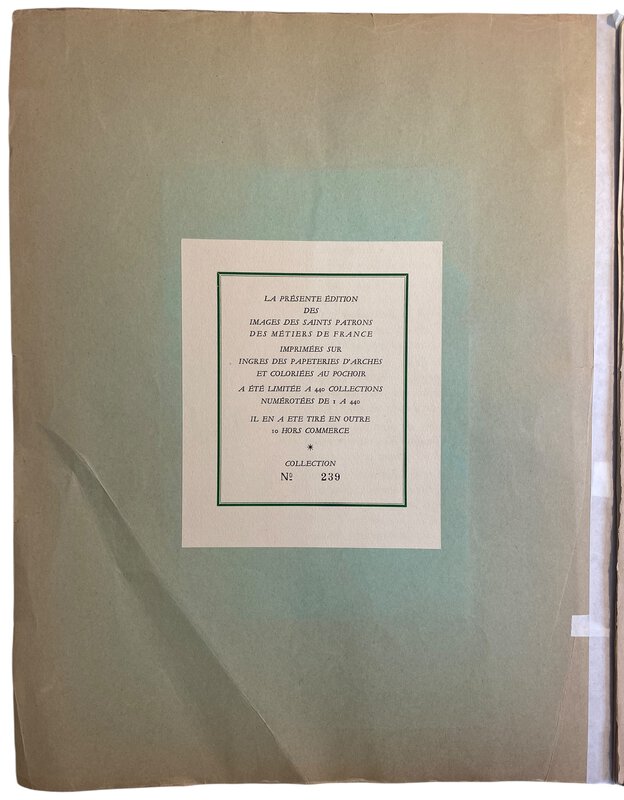 LA PRÉSENTE ÉDITION
DES
IMAGES DES SAINTS PATRONS
DES MÉTIERS DE FRANCE
IMPRIMÉES SUR
INGRES DES PAPETERIES D'ARCHES
ET COLORIÉES AU POCHOIR
A ÉTÉ LIMITÉE A 440 COLLECTIONS
NUMÉROTÉES DE 1 A 440
IL EN A ETE TIRÉ EN OUTRE
10 HORS COMMERCE
*
COLLECTION
Nº 239